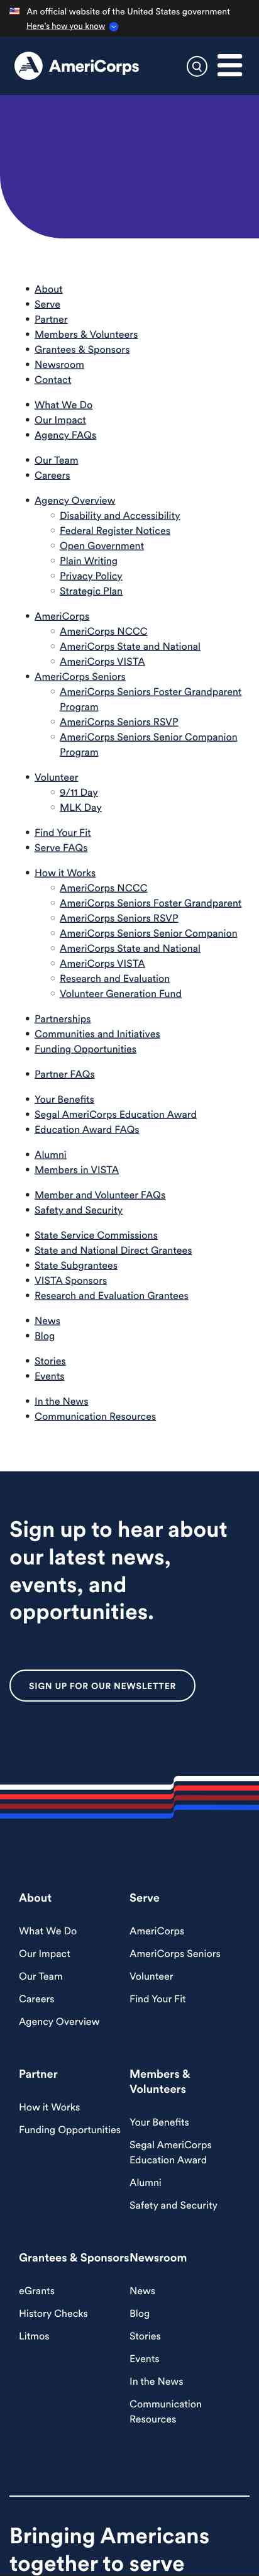 An official website of the United States government
Here's how you know
AmeriCorps
About
Serve
Partner
Members & Volunteers
Grantees & Sponsors
Newsroom
Contact
What We Do
Our Impact
Agency FAQs
Our Team
Careers
Agency Overview
Disability and Accessibility
Federal Register Notices
Open Government
Plain Writing
Privacy Policy
Strategic Plan
AmeriCorps
AmeriCorps NCCC
AmeriCorps State and National
AmeriCorps VISTA
AmeriCorps Seniors
AmeriCorps Seniors Foster Grandparent
Program
AmeriCorps Seniors RSVP
AmeriCorps Seniors Senior Companion
Program
Volunteer
9/11 Day
MLK Day
Find Your Fit
Serve FAQs
How it Works
AmeriCorps NCCC
AmeriCorps Seniors Foster Grandparent
AmeriCorps Seniors RSVP
AmeriCorps Seniors Senior Companion
AmeriCorps State and National
AmeriCorps VISTA
Research and Evaluation
Volunteer Generation Fund
Partnerships
Communities and Initiatives
Funding Opportunities
Partner FAQs
Your Benefits
Segal AmeriCorps Education Award
Education Award FAQs
Alumni
Members in VISTA
Member and Volunteer FAQs
Safety and Security
State Service Commissions
State and National Direct Grantees
State Subgrantees
VISTA Sponsors
Research and Evaluation Grantees
News
Blog
Stories
Events
In the News
Communication Resources
Sign up to hear about
our latest news,
events, and
opportunities.
SIGN UP FOR OUR NEWSLETTER
About
What We Do
Our Impact
Our Team
Careers
Agency Overview
Serve
AmeriCorps
AmeriCorps Seniors
Volunteer
Find Your Fit
Partner
How it Works
Funding Opportunities
Members &
Volunteers
Your Benefits
Segal AmeriCorps
Education Award
Alumni
Safety and Security
Grantees & Sponsors
eGrants
History Checks
Litmos
Newsroom
News
Blog
Stories
Events
In the News
Communication
Resources
Bringing Americans
together to serve